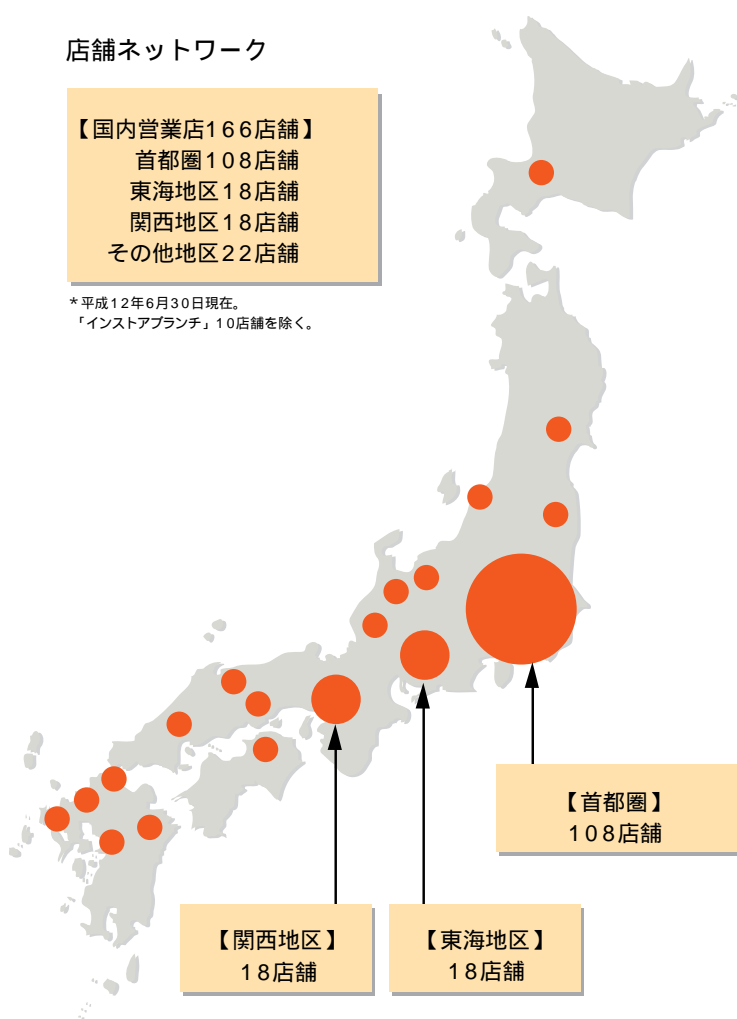 店舗ネットワーク
【国内営業店166店舗】
首都圏108店舗
東海地区18店舗
関西地区18店舗
その他地区22店舗
*平成12年6月30日現在。
「インストアブランチ」10店舗を除く。
【首都圏】
108店舗
【関西地区】
18店舗
【東海地区】
18店舗